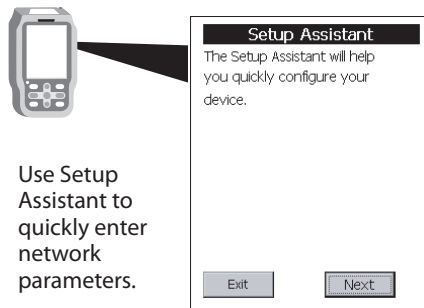 Setup Assistant
The Setup Assistant will help
you quickly configure your
device.
Exit
Next
Use Setup
Assistant to
quickly enter
network
parameters.